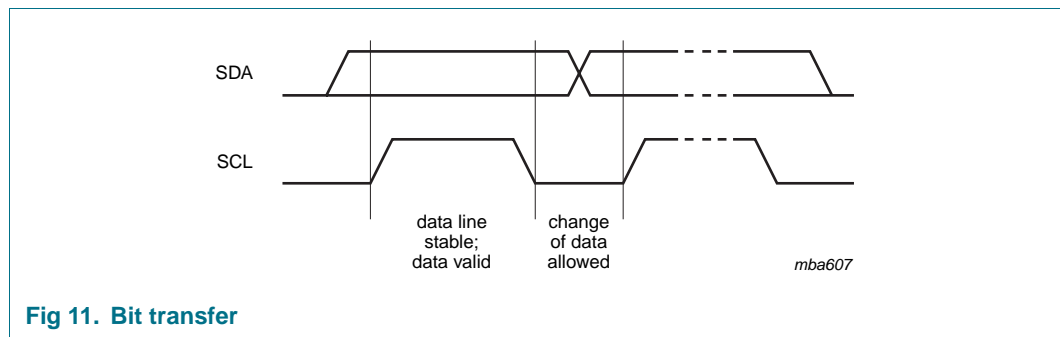 SDA
SCL
data line
stable;
data valid
change
of data
allowed
mba607
Fig 11. Bit transfer